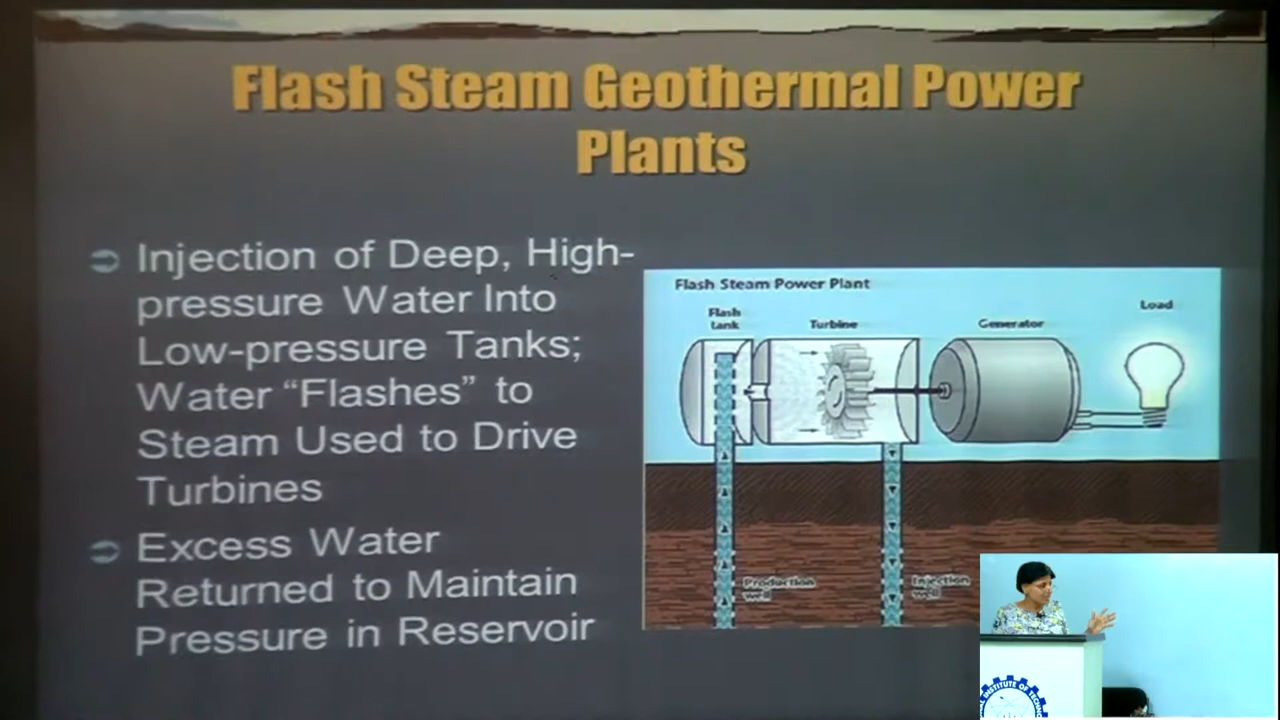 Flash Steam Geothermal Power
Plants
Injection of Deep, High-
pressure Water Into
Low-pressure Tanks;
Water “Flashes” to
Steam Used to Drive
Turbines
Excess Water
Returned to Maintain
Pressure in Reservoir
Flash Steam Power Plant
Flash
tank
Turbine
Generator
Load
Production
well
Injection
well
INSTITUTE OF